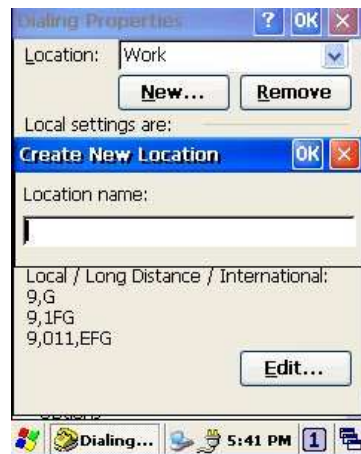 Dialing Properties ? OK
Location: Work
New... Remove
Local settings are:
Create New Location OK
Location name:
Local / Long Distance / International:
9,G
9,1FG
9,011,EFG
Edit...
Options
Dialing... 5:41 PM 1